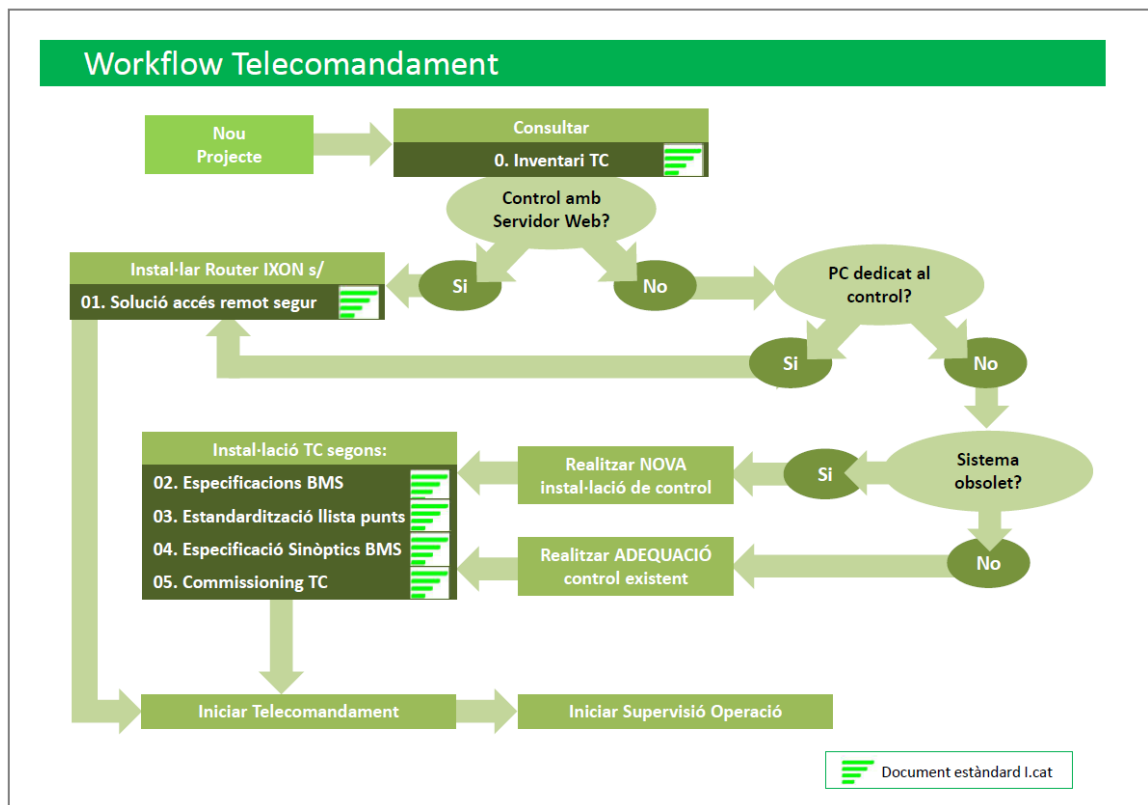 Workflow Telecomandament
Nou
Projecte
Consultar
0. Inventari TC
Control amb
Servidor Web?
Instal·lar Router IXON s/
01. Solució accés remot segur
Si
No
PC dedicat al
control?
Si
No
Instal·lació TC segons:
02. Especificacions BMS
03. Estandardització llista punts
04. Especificació Sinòptics BMS
05. Commissioning TC
Realitzar NOVA
instal·lació de control
Si
Sistema
obsolet?
Realitzar ADEQUACIÓ
control existent
No
Iniciar Telecomandament
Iniciar Supervisió Operació
Document estàndard I.cat